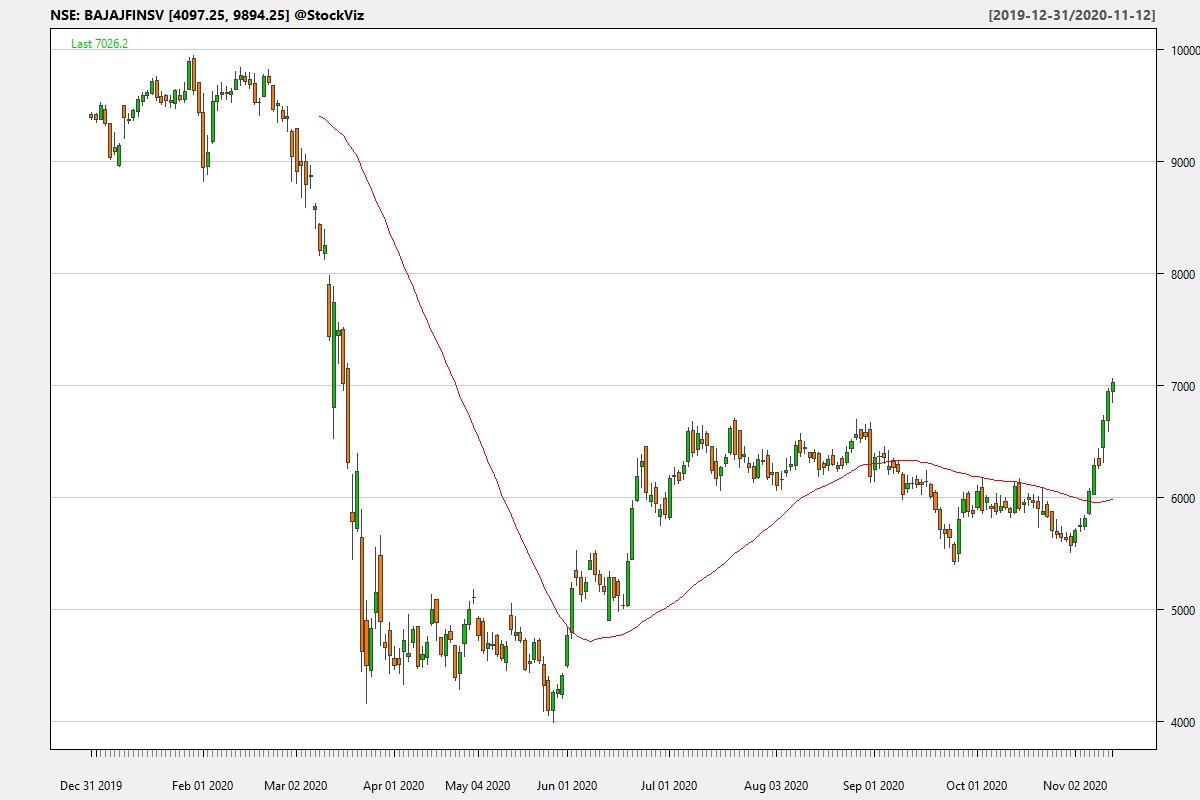 NSE: BAJAJFINSV [4097.25, 9894.25] @StockViz
[2019-12-31/2020-11-12]
Last 7026.2
10000
9000
8000
7000
6000
5000
4000
Dec 31 2019 Feb 01 2020 Mar 02 2020 Apr 01 2020 May 04 2020 Jun 01 2020 Jul 01 2020 Aug 03 2020 Sep 01 2020 Oct 01 2020 Nov 02 2020